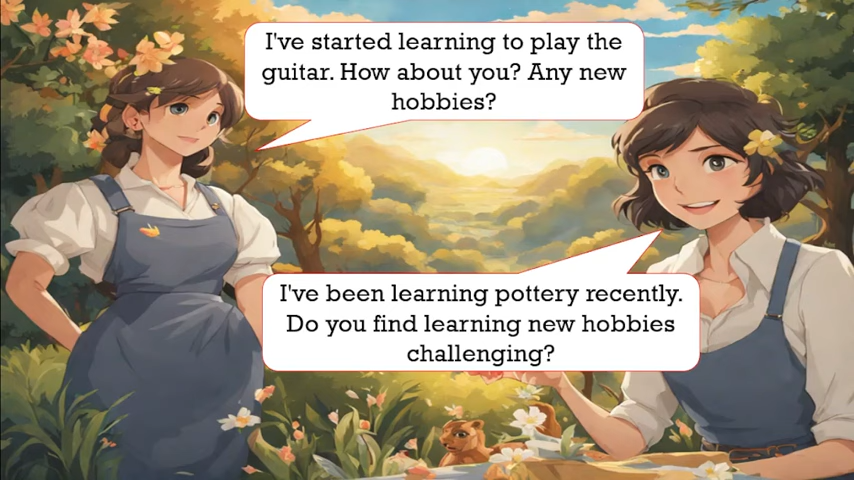 I've started learning to play the
guitar. How about you? Any new
hobbies?
I've been learning pottery recently.
Do you find learning new hobbies
challenging?